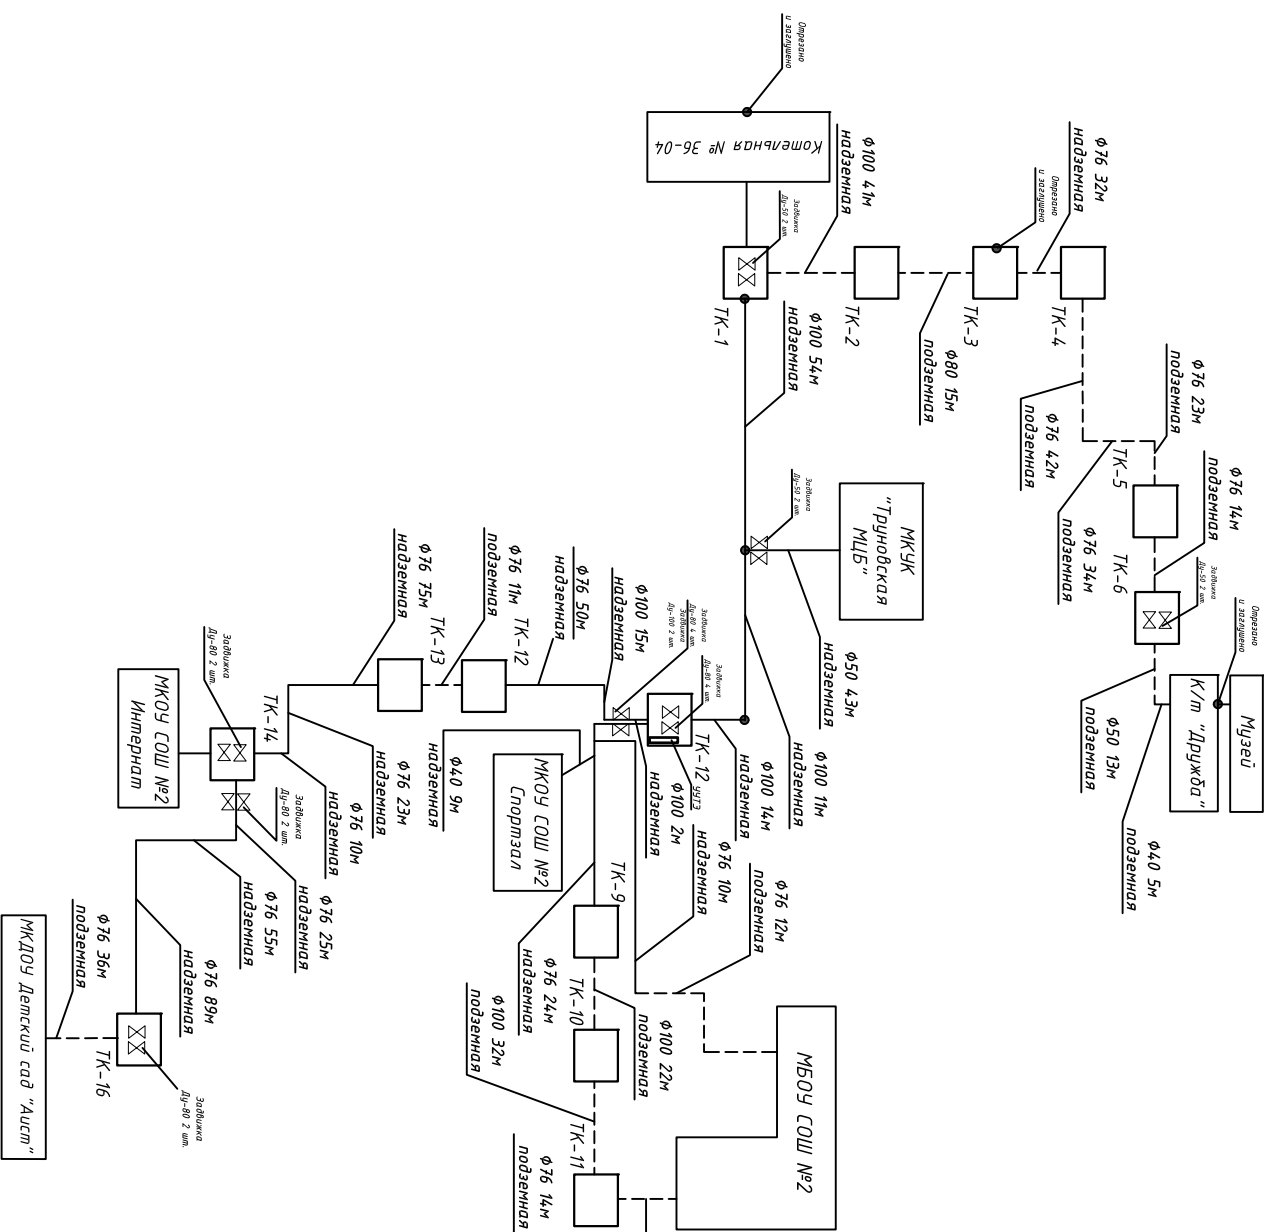 Отрезано
и заглушено
Котельная № 36-04
Ф100 41м
надземная
Задвижка
Ду-50 2 шт.
ТК-1
ТК-2
Ф80 15м
подземная
Отрезано
и заглушено
ТК-3
Ф76 32м
надземная
ТК-4
Ф76 42м
подземная
Ф76 34м
подземная
Ф76 23м
подземная
ТК-5
Ф76 14м
подземная
ТК-6
Задвижка
Ду-50 2 шт.
Отрезано
и заглушено
Ф50 13м
подземная
К/т "Дружба"
Музей
Ф40 5м
подземная
Ф100 54м
надземная
Задвижка
Ду-50 2 шт.
МКУК
"Труновская
МЦБ"
Ф50 43м
надземная
Ф100 11м
надземная
Ф100 14м
надземная
ТК-12
УУТЭ
Задвижка
Ду-80 4 шт.
Задвижка
Ду-80 4 шт.
Задвижка
Ду-100 2 шт.
Ф100 15м
надземная
Ф100 2м
надземная
Ф76 50м
надземная
ТК-12
Ф76 11м
подземная
ТК-13
Ф76 75м
надземная
Ф76 23м
надземная
Ф76 10м
надземная
ТК-14
Задвижка
Ду-80 2 шт.
МКОУ СОШ №2
Интернат
Задвижка
Ду-80 2 шт.
Ф76 25м
надземная
Ф76 55м
надземная
Ф76 89м
надземная
ТК-16
Задвижка
Ду-80 2 шт.
Ф76 36м
подземная
МКДОУ Детский сад "Аист"
Ф40 9м
надземная
МКОУ СОШ №2
Спортзал
Ф76 10м
надземная
Ф76 12м
подземная
МБОУ СОШ №2
ТК-9
Ф76 24м
надземная
Ф100 22м
подземная
ТК-10
Ф100 32м
подземная
ТК-11
Ф76 14м
подземная